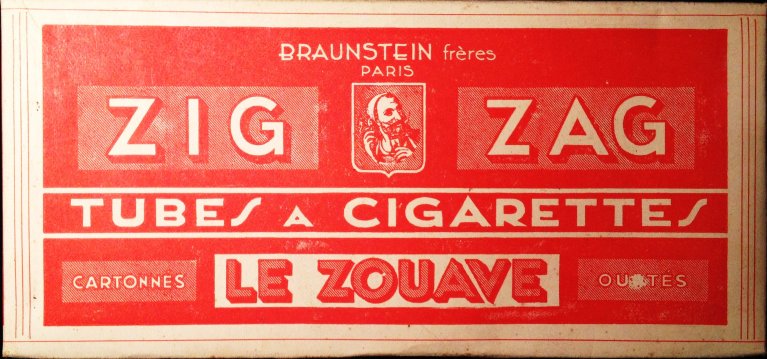 BRAUNSTEIN frères
PARIS
ZIG ZAG
TUBES A CIGARETTES
CARTONNES LE ZOUAVE